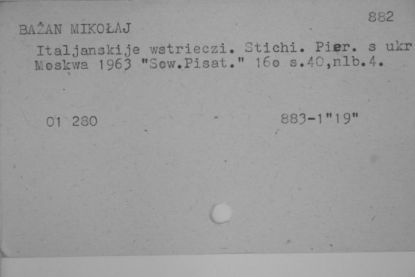 882
BAŻAN MIKOŁAJ
Italjanskije wstrieczi. Stichi. Pier. s ukr
Moskwa 1963 "Sow.Pisat." 16o s.40,nlb.4.
01 280 883-1"19"